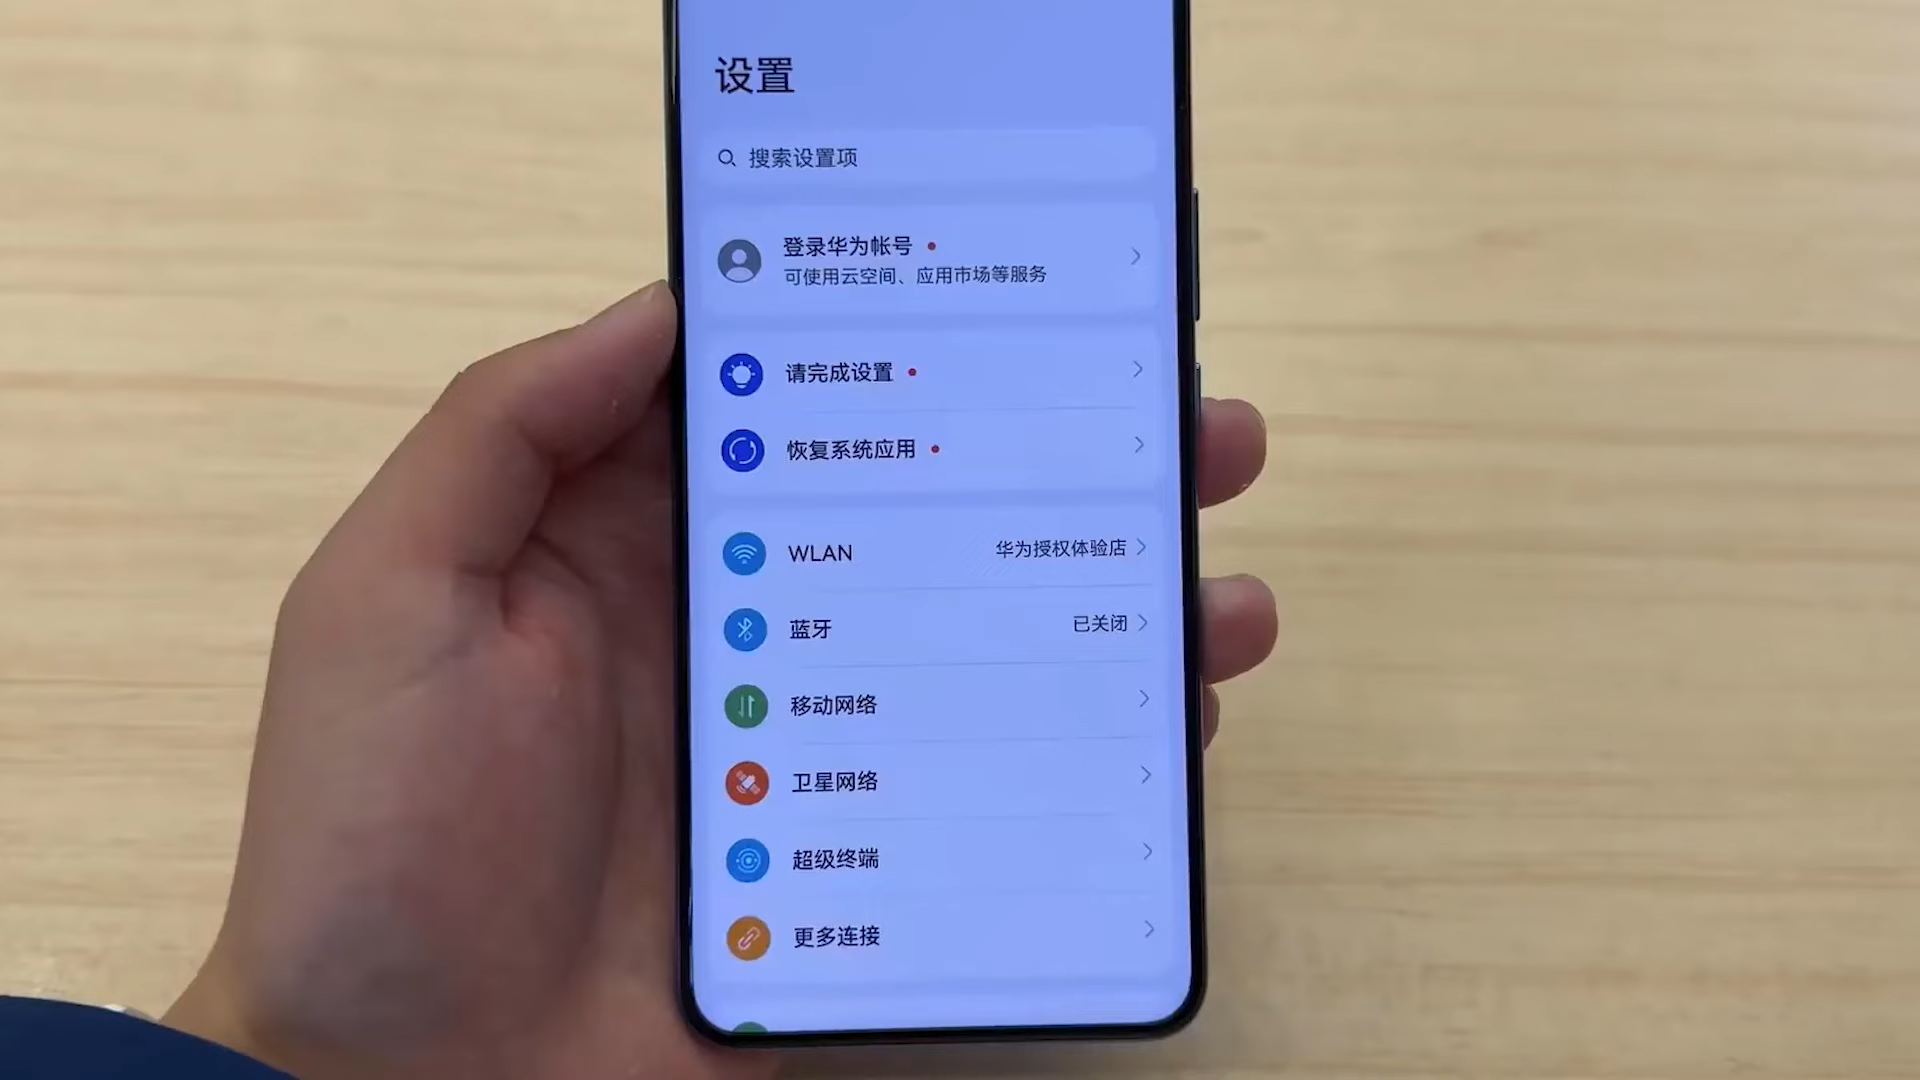 设置
搜索设置项
登录华为帐号
可使用云空间、应用市场等服务
请完成设置
恢复系统应用
WLAN 华为授权体验店
蓝牙 已关闭
移动网络
卫星网络
超级终端
更多连接